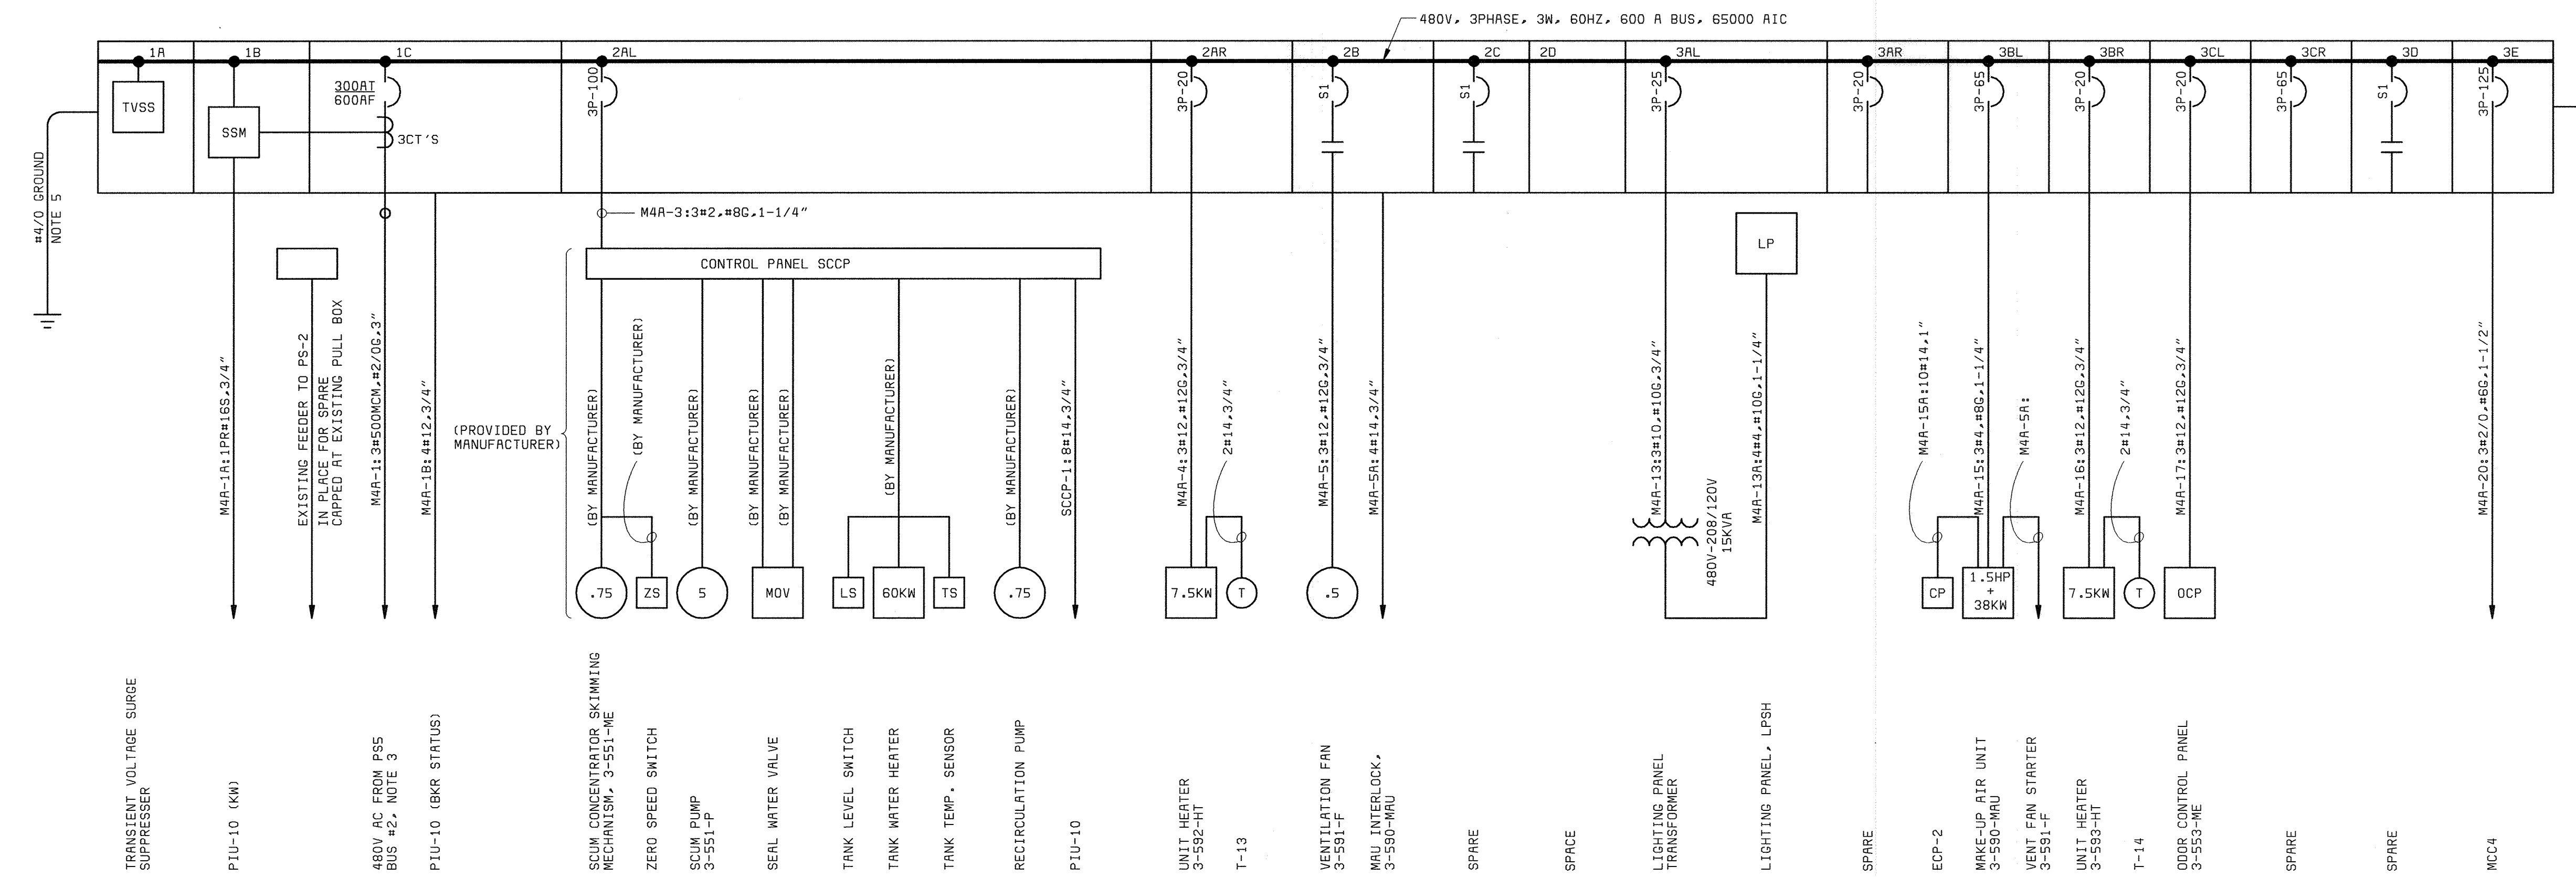 480V, 3PHASE, 3W, 60HZ, 600 A BUS, 65000 AIC
1A
1B
1C
2AL
2AR
2B
2C
2D
3AL
3AR
3BL
3BR
3CL
3CR
3D
3E
TVSS
SSM
300AT
600AF
3CT'S
3P-100
3P-20
S1
S1
3P-25
3P-20
3P-65
3P-20
3P-20
3P-65
S1
3P-125
#4/0 GROUND
NOTE 5
M4A-3:3#2,#8G,1-1/4"
CONTROL PANEL SCCP
LP
M4A-1A:1PR#16S,3/4"
EXISTING FEEDER TO PS-2
IN PLACE FOR SPARE
CAPPED AT EXISTING PULL BOX
M4A-1:3#500MCM,#2/0G,3"
M4A-1B:4#12,3/4"
(PROVIDED BY
MANUFACTURER)
(BY MANUFACTURER)
(BY MANUFACTURER)
(BY MANUFACTURER)
(BY MANUFACTURER)
(BY MANUFACTURER)
(BY MANUFACTURER)
(BY MANUFACTURER)
SCCP-1:8#14,3/4"
M4A-4:3#12,#12G,3/4"
2#14,3/4"
M4A-5:3#12,#12G,3/4"
M4A-5A:4#14,3/4"
M4A-13:3#10,#10G,3/4"
480V-208/120V
15KVA
M4A-13A:4#4,#10G,1-1/4"
M4A-15A:10#14,1"
M4A-15:3#4,#8G,1-1/4"
M4A-5A:
M4A-16:3#12,#12G,3/4"
2#14,3/4"
M4A-17:3#12,#12G,3/4"
M4A-20:3#2/0,#6G,1-1/2"
.75
ZS
5
MOV
LS
60KW
TS
.75
7.5KW
T
.5
CP
1.5HP
+
38KW
7.5KW
T
OCP
TRANSIENT VOLTAGE SURGE
SUPPRESSER
PIU-10 (KW)
480V AC FROM PS5
BUS #2, NOTE 3
PIU-10 (BKR STATUS)
SCUM CONCENTRATOR SKIMMING
MECHANISM, 3-551-ME
ZERO SPEED SWITCH
SCUM PUMP
3-551-P
SEAL WATER VALVE
TANK LEVEL SWITCH
TANK WATER HEATER
TANK TEMP. SENSOR
RECIRCULATION PUMP
PIU-10
UNIT HEATER
3-592-HT
T-13
VENTILATION FAN
3-591-F
MAU INTERLOCK,
3-590-MAU
SPARE
SPACE
LIGHTING PANEL
TRANSFORMER
LIGHTING PANEL, LPSH
SPARE
ECP-2
MAKE-UP AIR UNIT
3-590-MAU
VENT FAN STARTER
3-591-F
UNIT HEATER
3-593-HT
T-14
ODOR CONTROL PANEL
3-553-ME
SPARE
SPARE
MCC4